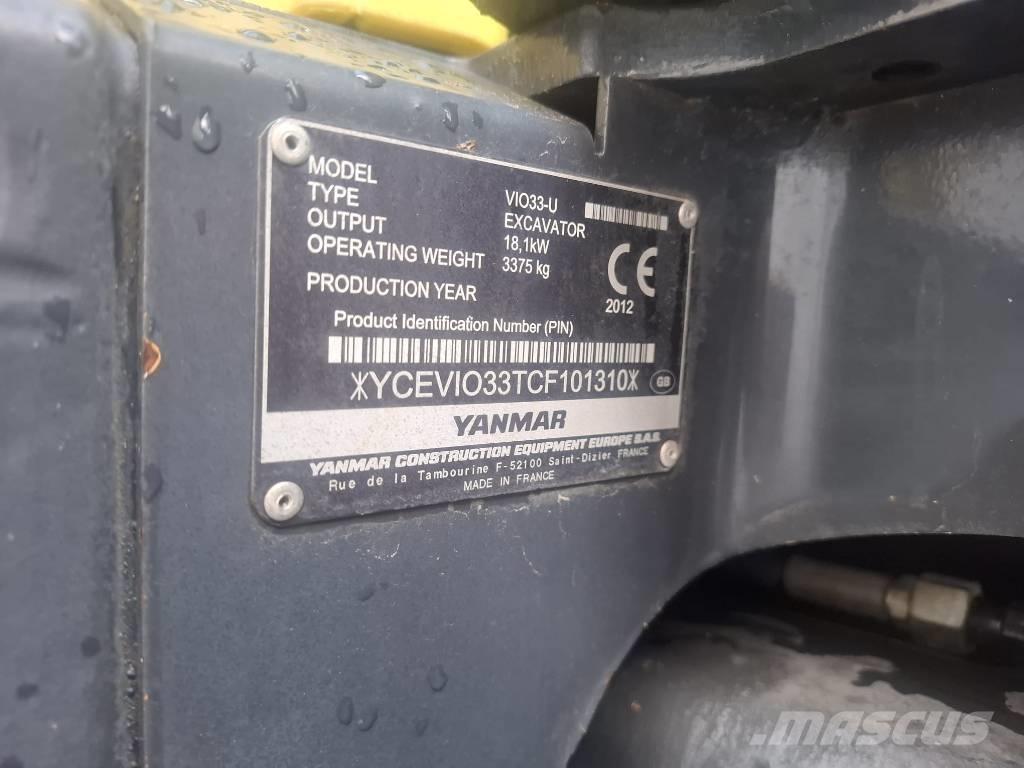 MODEL VIO33-U
TYPE EXCAVATOR
OUTPUT 18,1kW
OPERATING WEIGHT 3375 kg
PRODUCTION YEAR 2012
CE
Product Identification Number (PIN)
*YCEVIO33TCF101310*
GB
YANMAR
YANMAR CONSTRUCTION EQUIPMENT EUROPE S.A.S.
Rue de la Tambourine F-52100 Saint-Dizier FRANCE
MADE IN FRANCE
MASCUS